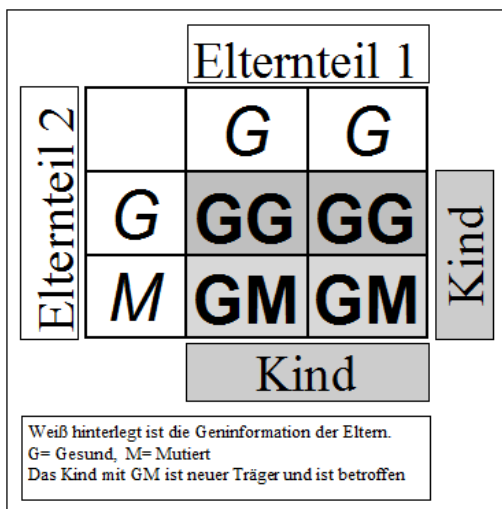 Elternteil 1
Elternteil 2
G G
G GG GG
M GM GM
Kind
Kind
Weiß hinterlegt ist die Geninformation der Eltern.
G= Gesund, M= Mutiert
Das Kind mit GM ist neuer Träger und ist betroffen